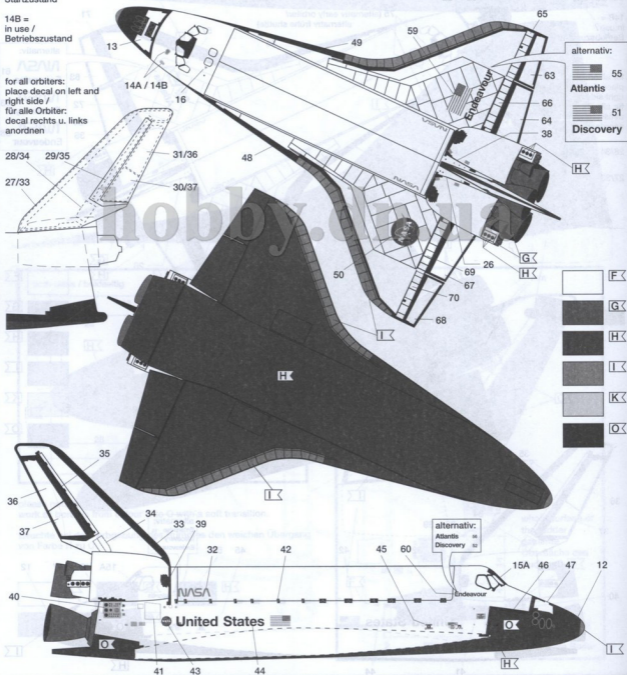 Startzustand
14B =
in use /
Betriebszustand
for all orbiters:
place decal on left and
right side /
für alle Orbiter:
decal rechts u. links
anordnen
13
14A / 14B
16
49
59
65
63
66
64
38
H
Endeavour
NASA
NASA
NASA
alternativ:
55
Atlantis
51
Discovery
28/34
29/35
31/36
27/33
30/37
48
hobby.dn.ua
50
G
H
26
69
67
70
68
I
H
I
F
G
H
I
K
O
35
36
37
34
33
39
32
42
45
60
alternativ:
Atlantis
Discovery
15A
46
47
12
40
NASA
Endeavour
United States
O
O
41
43
44
H
I